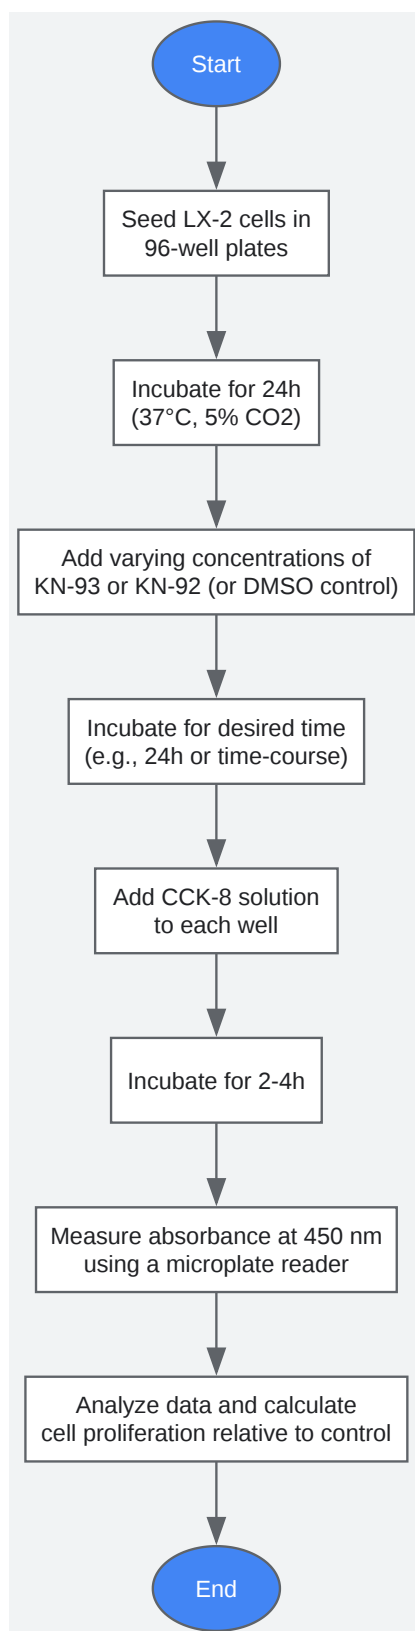 Start
Seed LX-2 cells in
96-well plates
Incubate for 24h
(37°C, 5% CO2)
Add varying concentrations of
KN-93 or KN-92 (or DMSO control)
Incubate for desired time
(e.g., 24h or time-course)
Add CCK-8 solution
to each well
Incubate for 2-4h
Measure absorbance at 450 nm
using a microplate reader
Analyze data and calculate
cell proliferation relative to control
End